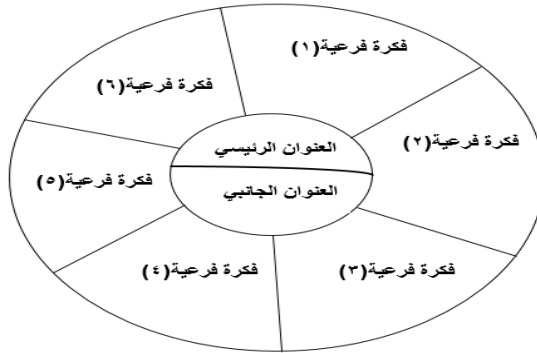 فكرة فرعية(١)
فكرة فرعية(٦)
فكرة فرعية(٢)
العنوان الرئيسي
العنوان الجانبي
فكرة فرعية(٥)
فكرة فرعية(٣)
فكرة فرعية(٤)